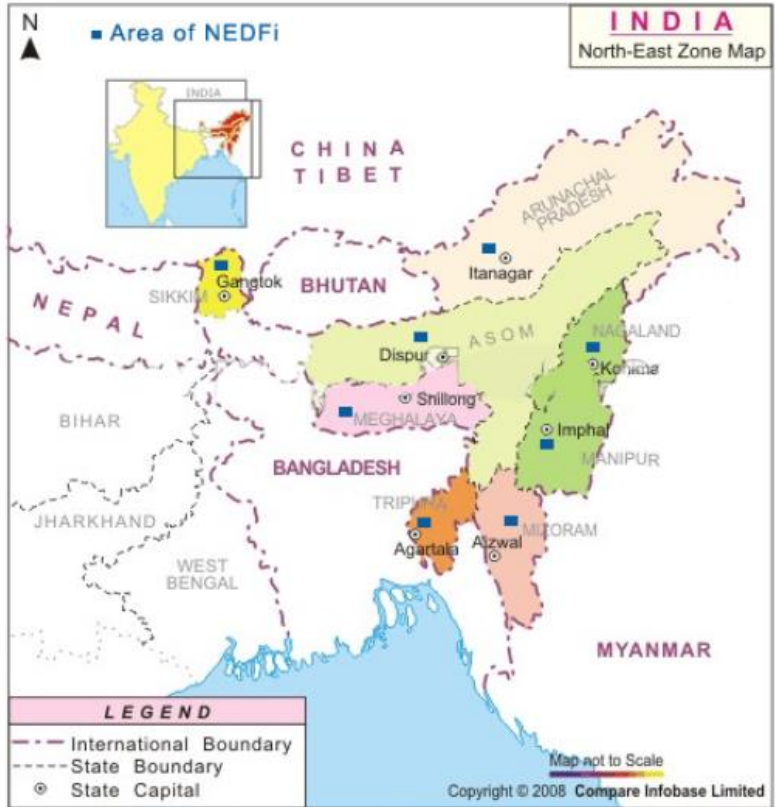 N
Area of NEDFi
INDIA
North-East Zone Map
INDIA
CHINA
TIBET
ARUNACHAL
PRADESH
Itanagar
Gangtok
SIKKIM
BHUTAN
NEPAL
ASOM
NAGALAND
Dispur
Kohima
Shillong
MEGHALAYA
BIHAR
Imphal
MANIPUR
BANGLADESH
TRIPURA
JHARKHAND
MIZORAM
Agartala
Aizwal
WEST
BENGAL
MYANMAR
LEGEND
International Boundary
State Boundary
State Capital
Map not to Scale
Copyright © 2008 Compare Infobase Limited